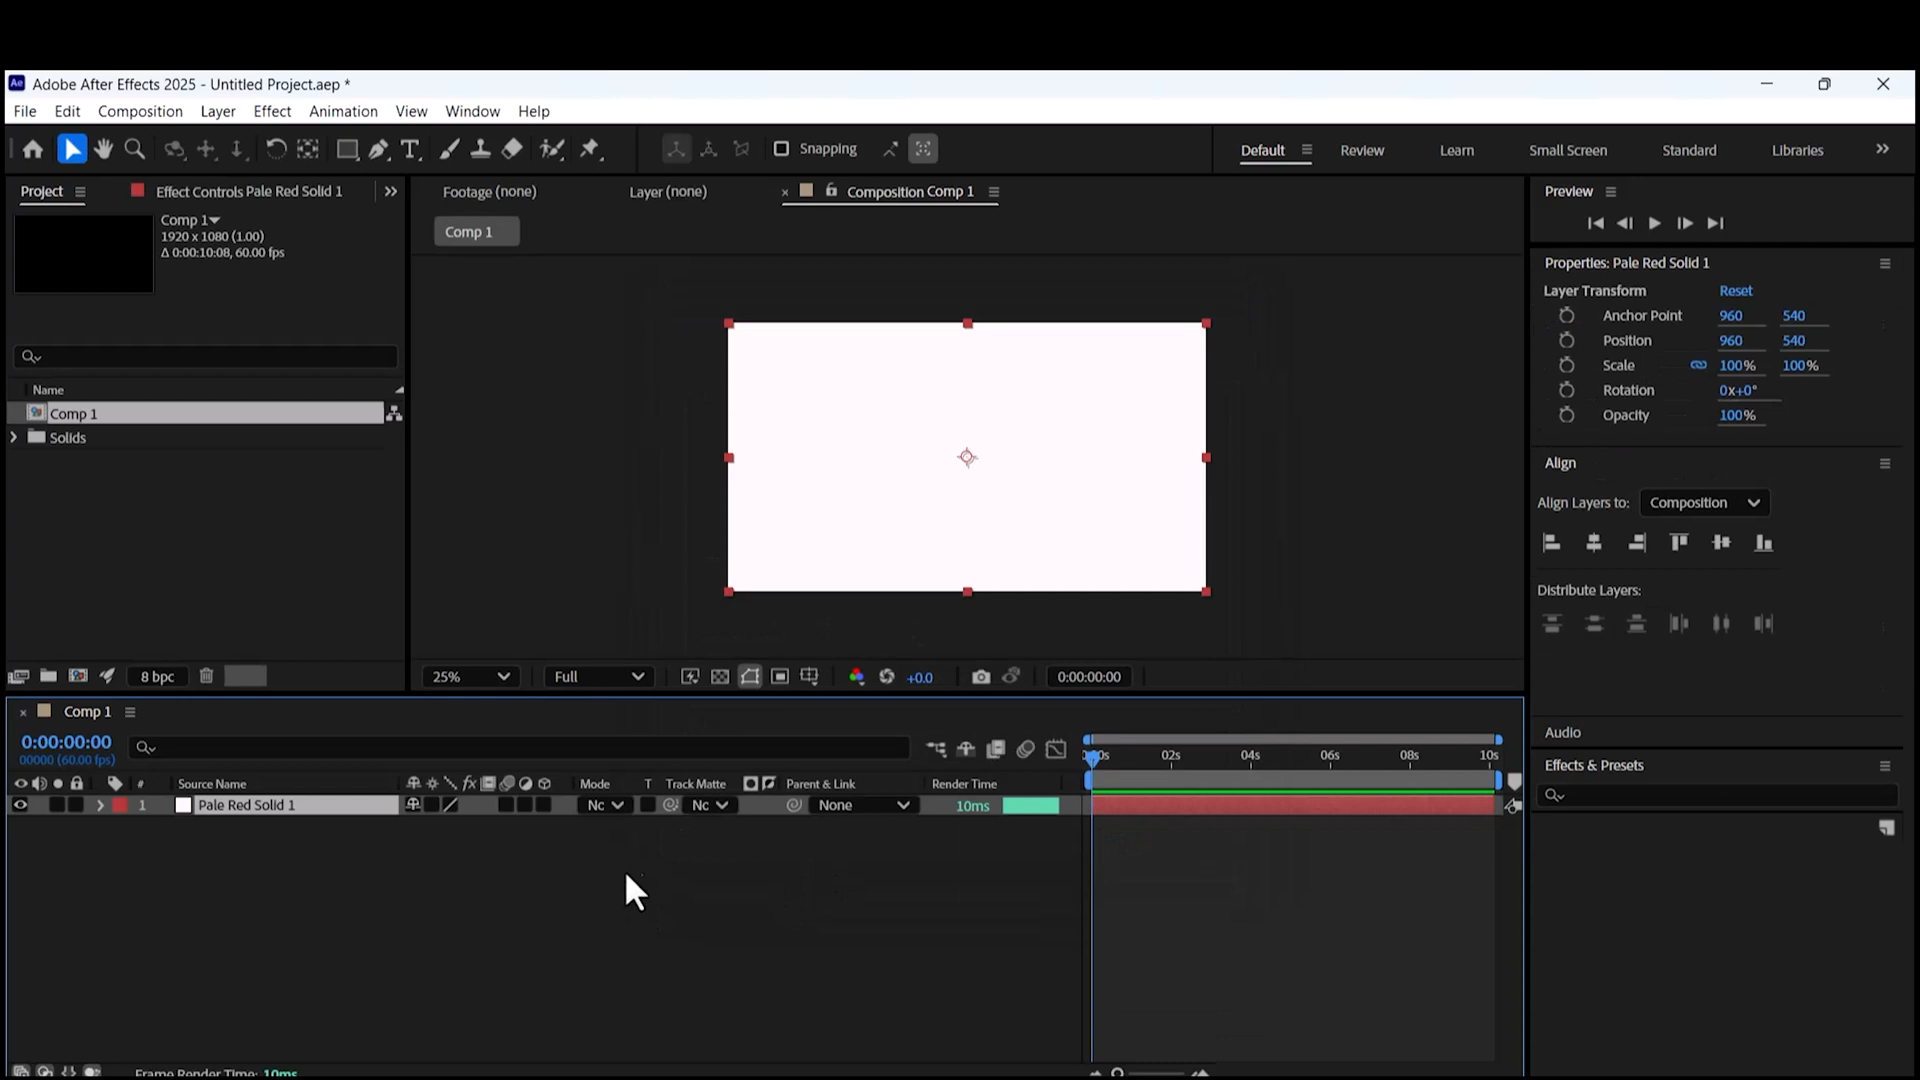 Ae Adobe After Effects 2025 - Untitled Project.aep *
File Edit Composition Layer Effect Animation View Window Help
Snapping Default Review Learn Small Screen Standard Libraries
Project Effect Controls Pale Red Solid 1
Footage (none) Layer (none) Composition Comp 1
Preview
Comp 1
1920 x 1080 (1.00)
Δ 0:00:10:08, 60.00 fps
Comp 1
Properties: Pale Red Solid 1
Layer Transform Reset
Anchor Point 960 540
Position 960 540
Scale 100% 100%
Rotation 0x+0°
Opacity 100%
Name
Comp 1
Solids
Align
Align Layers to: Composition
Distribute Layers:
8 bpc
25% Full +0.0 0:00:00:00
Comp 1
Audio
0:00:00:00
00000 (60.00 fps)
02s 04s 06s 08s 10s
Effects & Presets
# Source Name fx Mode T Track Matte Parent & Link Render Time
1 Pale Red Solid 1 Nc Nc None 10ms
Frame Render Time: 10ms